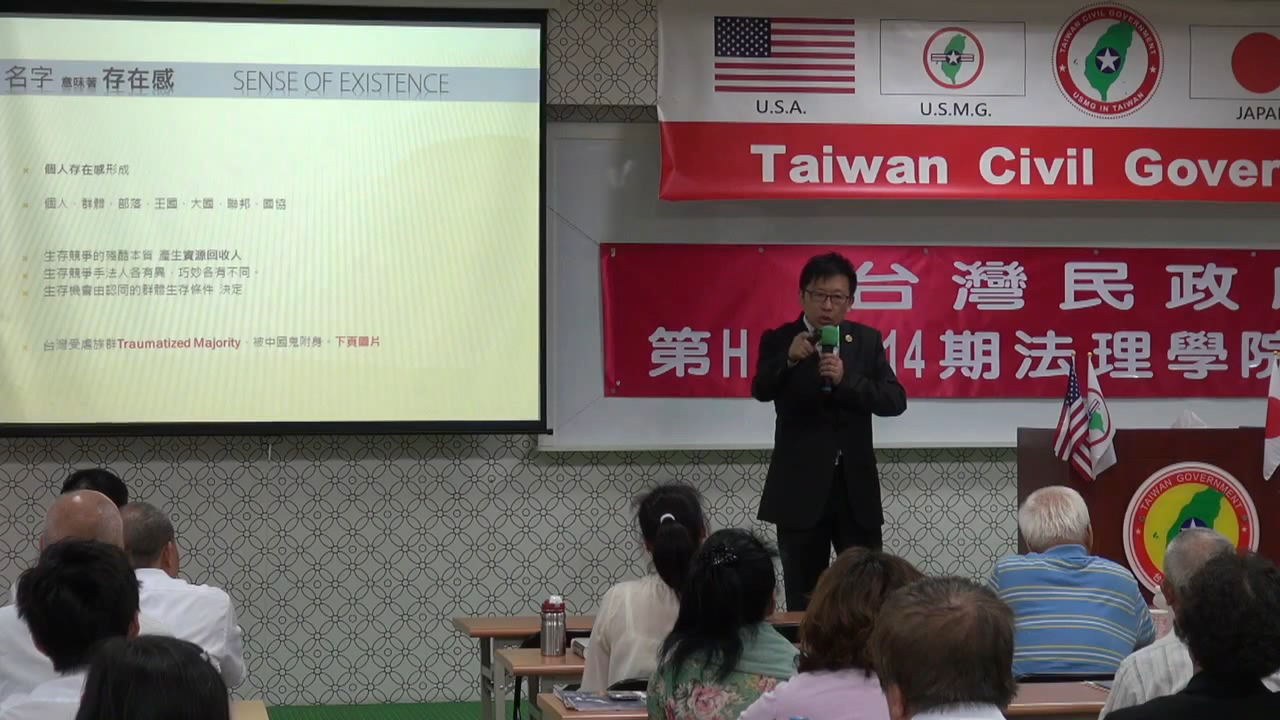 名字 意味著 存在感 SENSE OF EXISTENCE
個人存在感形成
個人、群體、部落、王國、大國、聯邦、國協
生存競爭的殘酷本質 產生資源回收人
生存競爭手法人各有異，巧妙各有不同。
生存機會由認同的群體生存條件 決定
台灣受虐族群Traumatized Majority，被中國鬼附身。下頁圖片
U.S.A.
U.S.M.G.
TAIWAN CIVIL GOVERNMENT
USMG IN TAIWAN
JAPA
Taiwan Civil Gover
台灣民政
第H 14期法理學院
TAIWAN GOVERNMENT